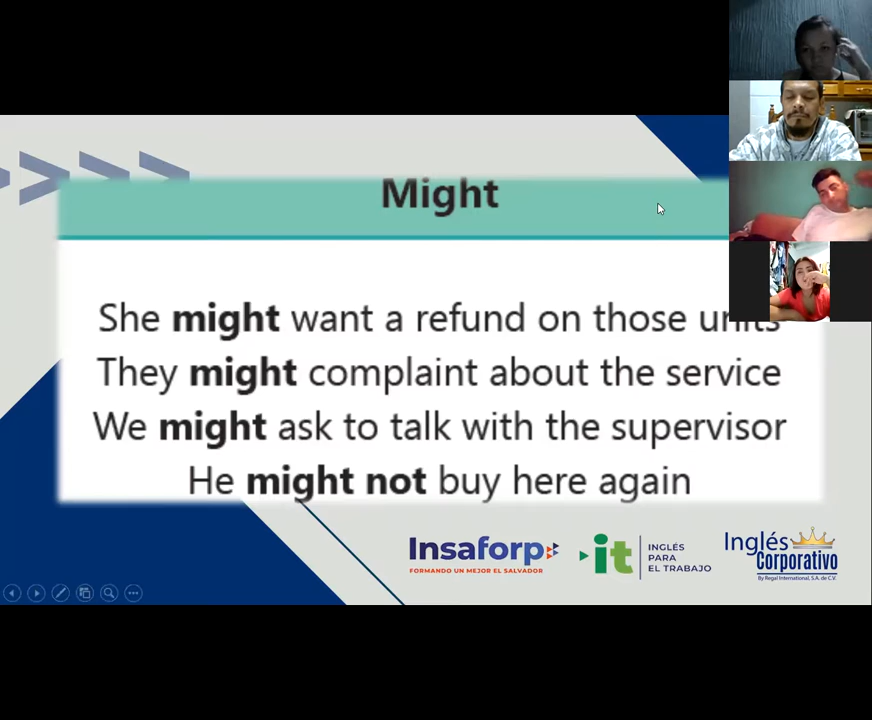 Might
She might want a refund on those units
They might complaint about the service
We might ask to talk with the supervisor
He might not buy here again
Insaforp
FORMANDO UN MEJOR EL SALVADOR
it
INGLÉS
PARA
EL TRABAJO
Inglés
Corporativo
By Regal International, S.A. de C.V.